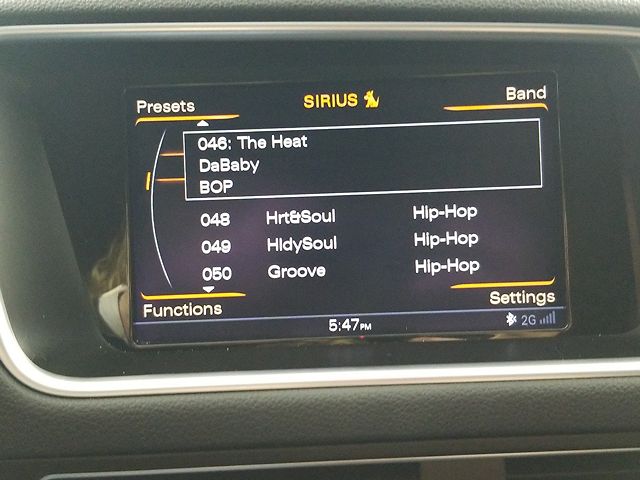 Presets SIRIUS Band
046: The Heat
DaBaby
BOP
048 Hrt&Soul Hip-Hop
049 HldySoul Hip-Hop
050 Groove Hip-Hop
Functions Settings
5:47PM 2G